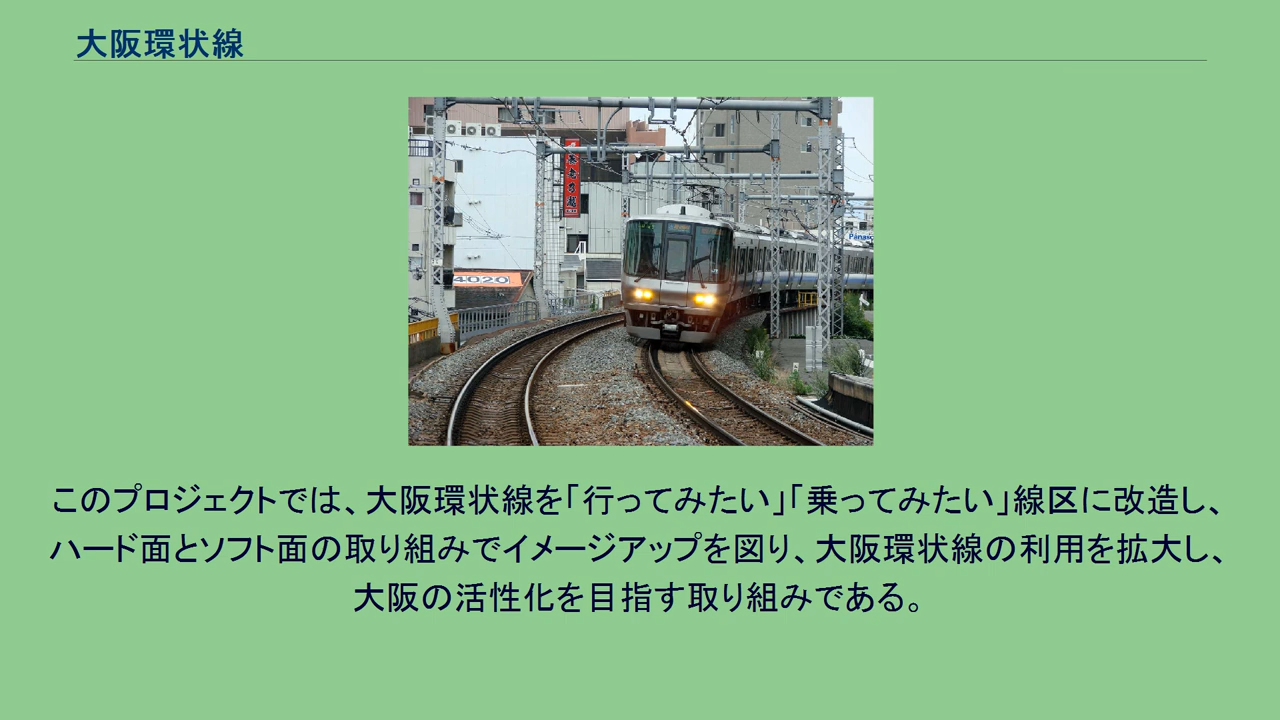 大阪環状線
4020
Panaso
このプロジェクトでは、大阪環状線を「行ってみたい」「乗ってみたい」線区に改造し、
ハード面とソフト面の取り組みでイメージアップを図り、大阪環状線の利用を拡大し、
大阪の活性化を目指す取り組みである。